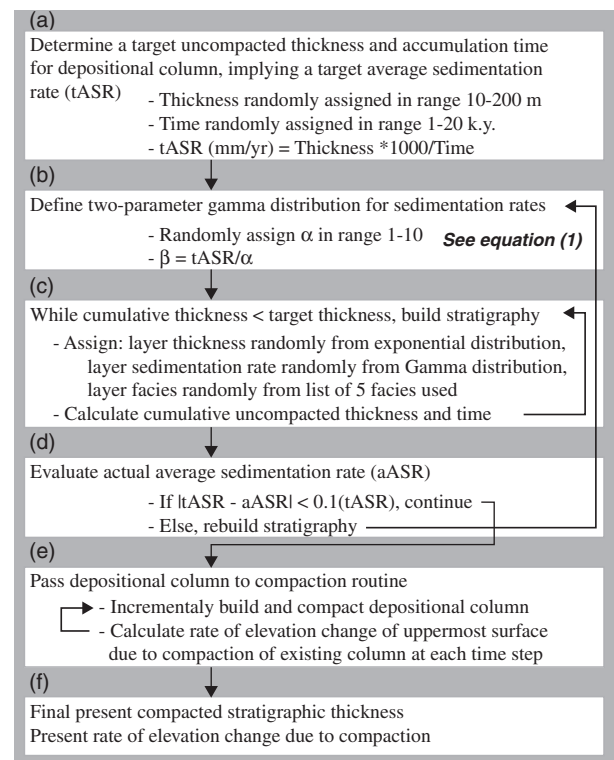 (a)
Determine a target uncompacted thickness and accumulation time
for depositional column, implying a target average sedimentation
rate (tASR)
- Thickness randomly assigned in range 10-200 m
- Time randomly assigned in range 1-20 k.y.
- tASR (mm/yr) = Thickness *1000/Time
(b)
Define two-parameter gamma distribution for sedimentation rates
- Randomly assign α in range 1-10 See equation (1)
- β = tASR/α
(c)
While cumulative thickness < target thickness, build stratigraphy
- Assign: layer thickness randomly from exponential distribution,
layer sedimentation rate randomly from Gamma distribution,
layer facies randomly from list of 5 facies used
- Calculate cumulative uncompacted thickness and time
(d)
Evaluate actual average sedimentation rate (aASR)
- If |tASR - aASR| < 0.1(tASR), continue
- Else, rebuild stratigraphy
(e)
Pass depositional column to compaction routine
- Incrementaly build and compact depositional column
- Calculate rate of elevation change of uppermost surface
due to compaction of existing column at each time step
(f)
Final present compacted stratigraphic thickness
Present rate of elevation change due to compaction